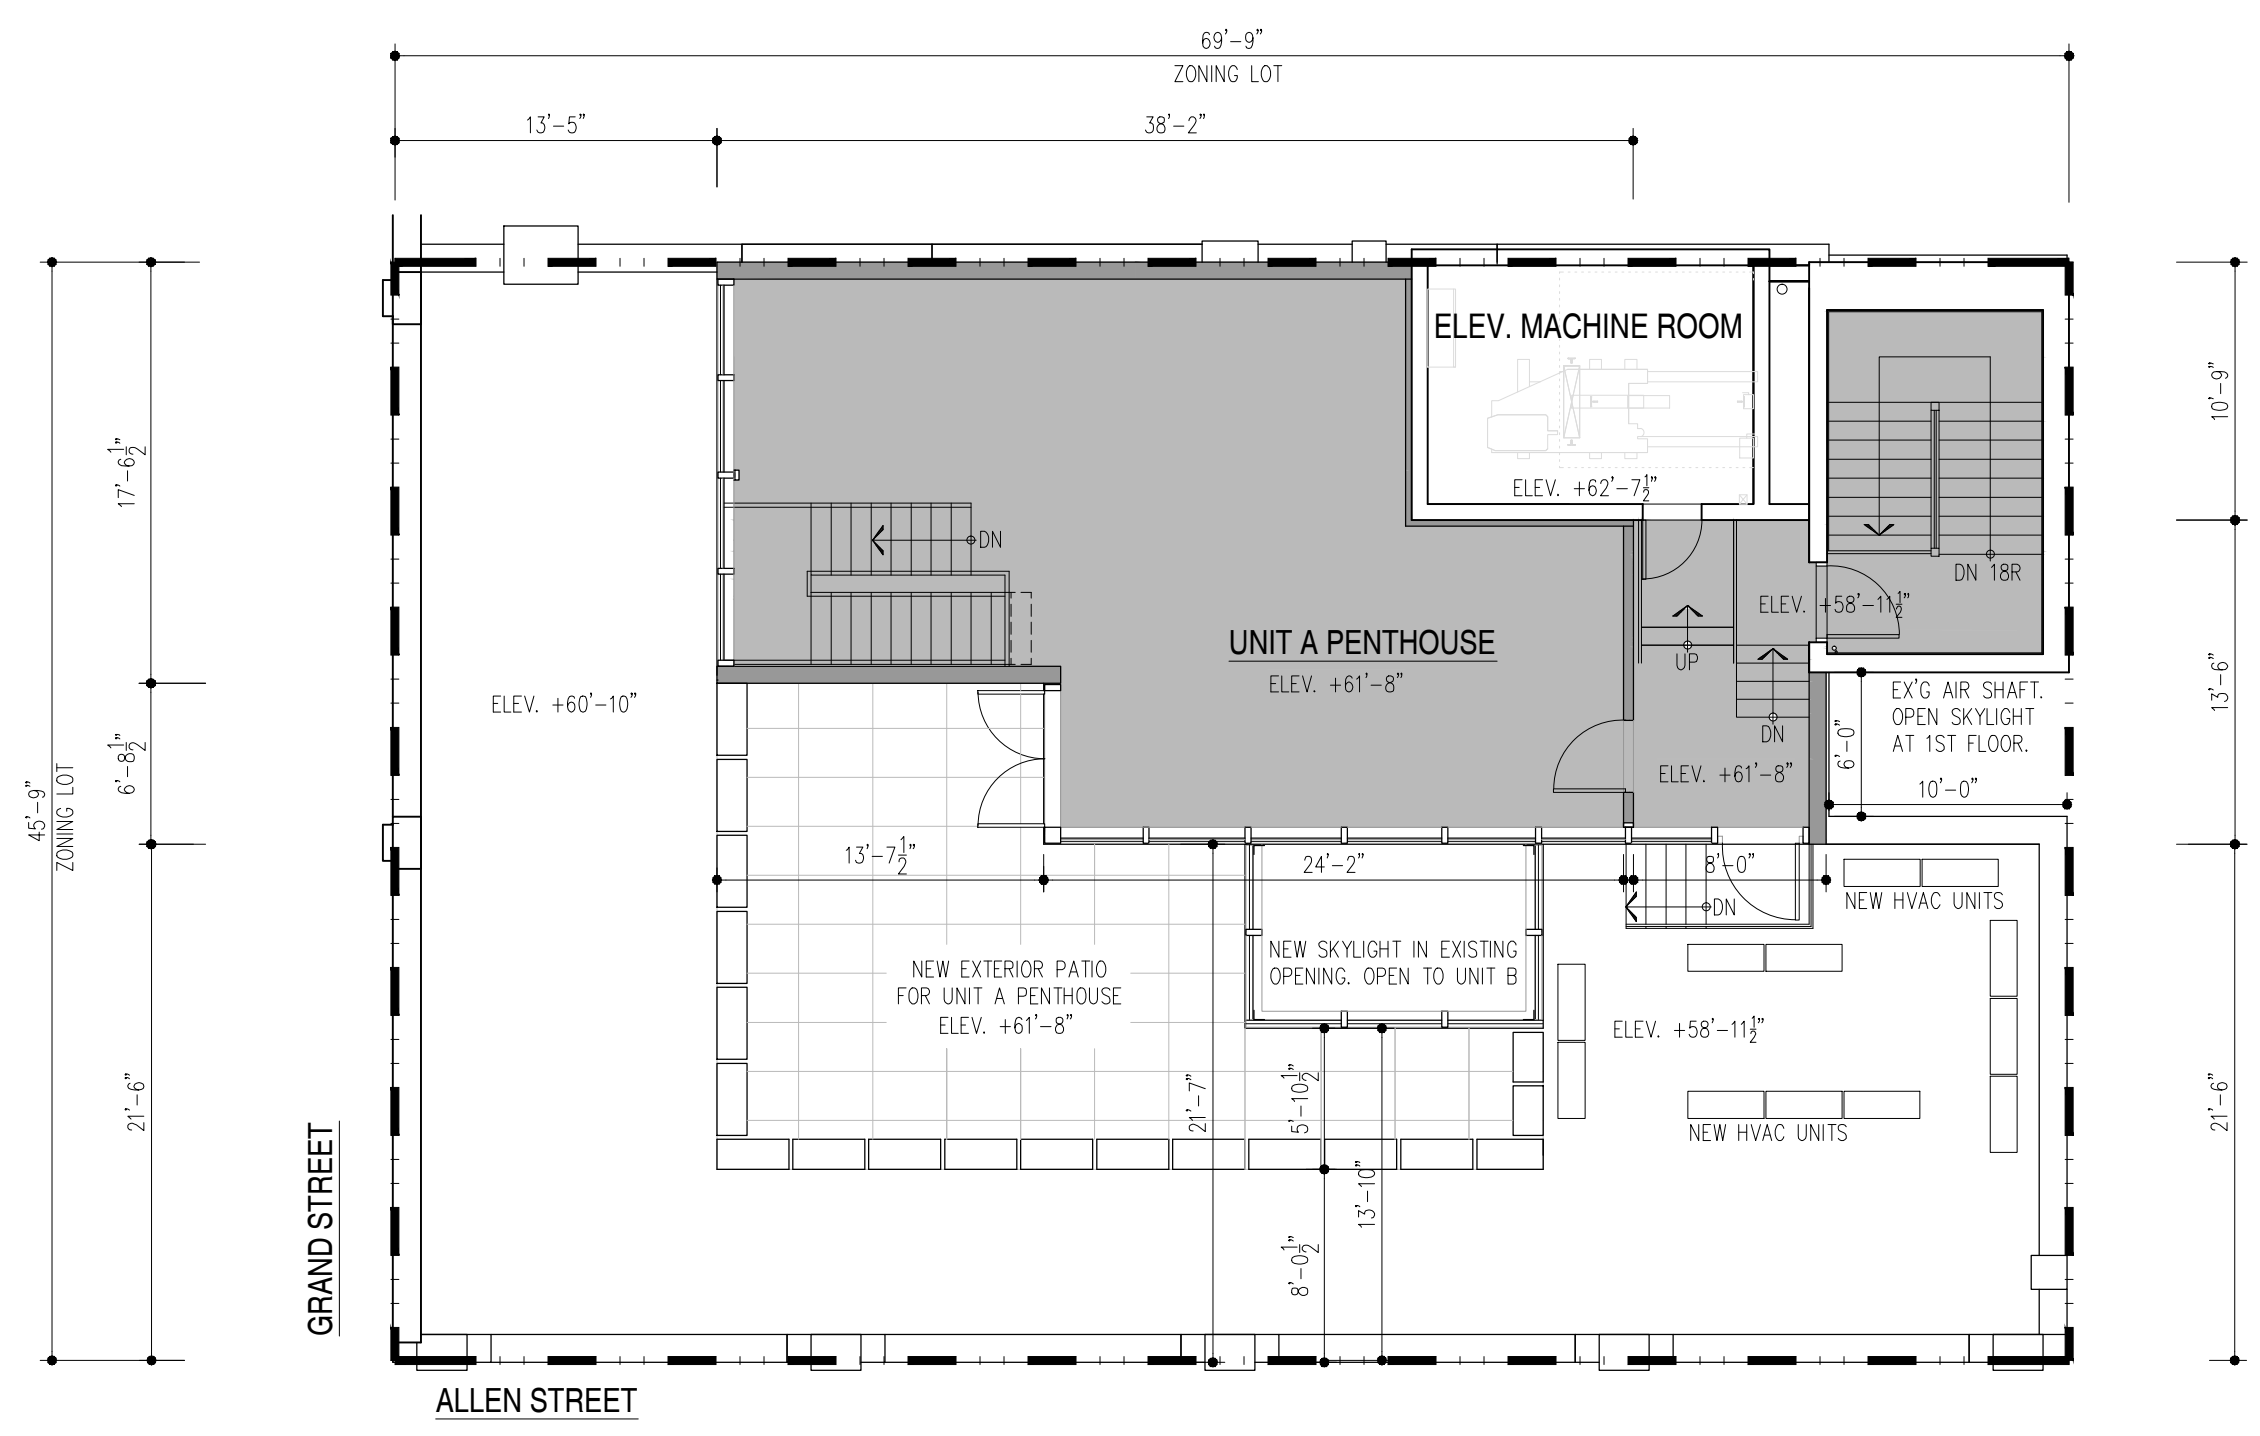 69'-9"
ZONING LOT
13'-5"
38'-2"
ELEV. MACHINE ROOM
ELEV. +62'-7½"
17'-6½"
10'-9"
DN
DN 18R
ELEV. +58'-11½"
UNIT A PENTHOUSE
ELEV. +61'-8"
UP
DN
ELEV. +61'-8"
EX'G AIR SHAFT.
OPEN SKYLIGHT
AT 1ST FLOOR.
6'-0"
10'-0"
13'-6"
ELEV. +60'-10"
6'-8½"
45'-9"
ZONING LOT
13'-7½"
24'-2"
8'-0"
DN
NEW HVAC UNITS
NEW SKYLIGHT IN EXISTING
OPENING. OPEN TO UNIT B
NEW EXTERIOR PATIO
FOR UNIT A PENTHOUSE
ELEV. +61'-8"
ELEV. +58'-11½"
21'-6"
21'-7"
5'-10½"
13'-10"
8'-0½"
NEW HVAC UNITS
21'-6"
GRAND STREET
ALLEN STREET